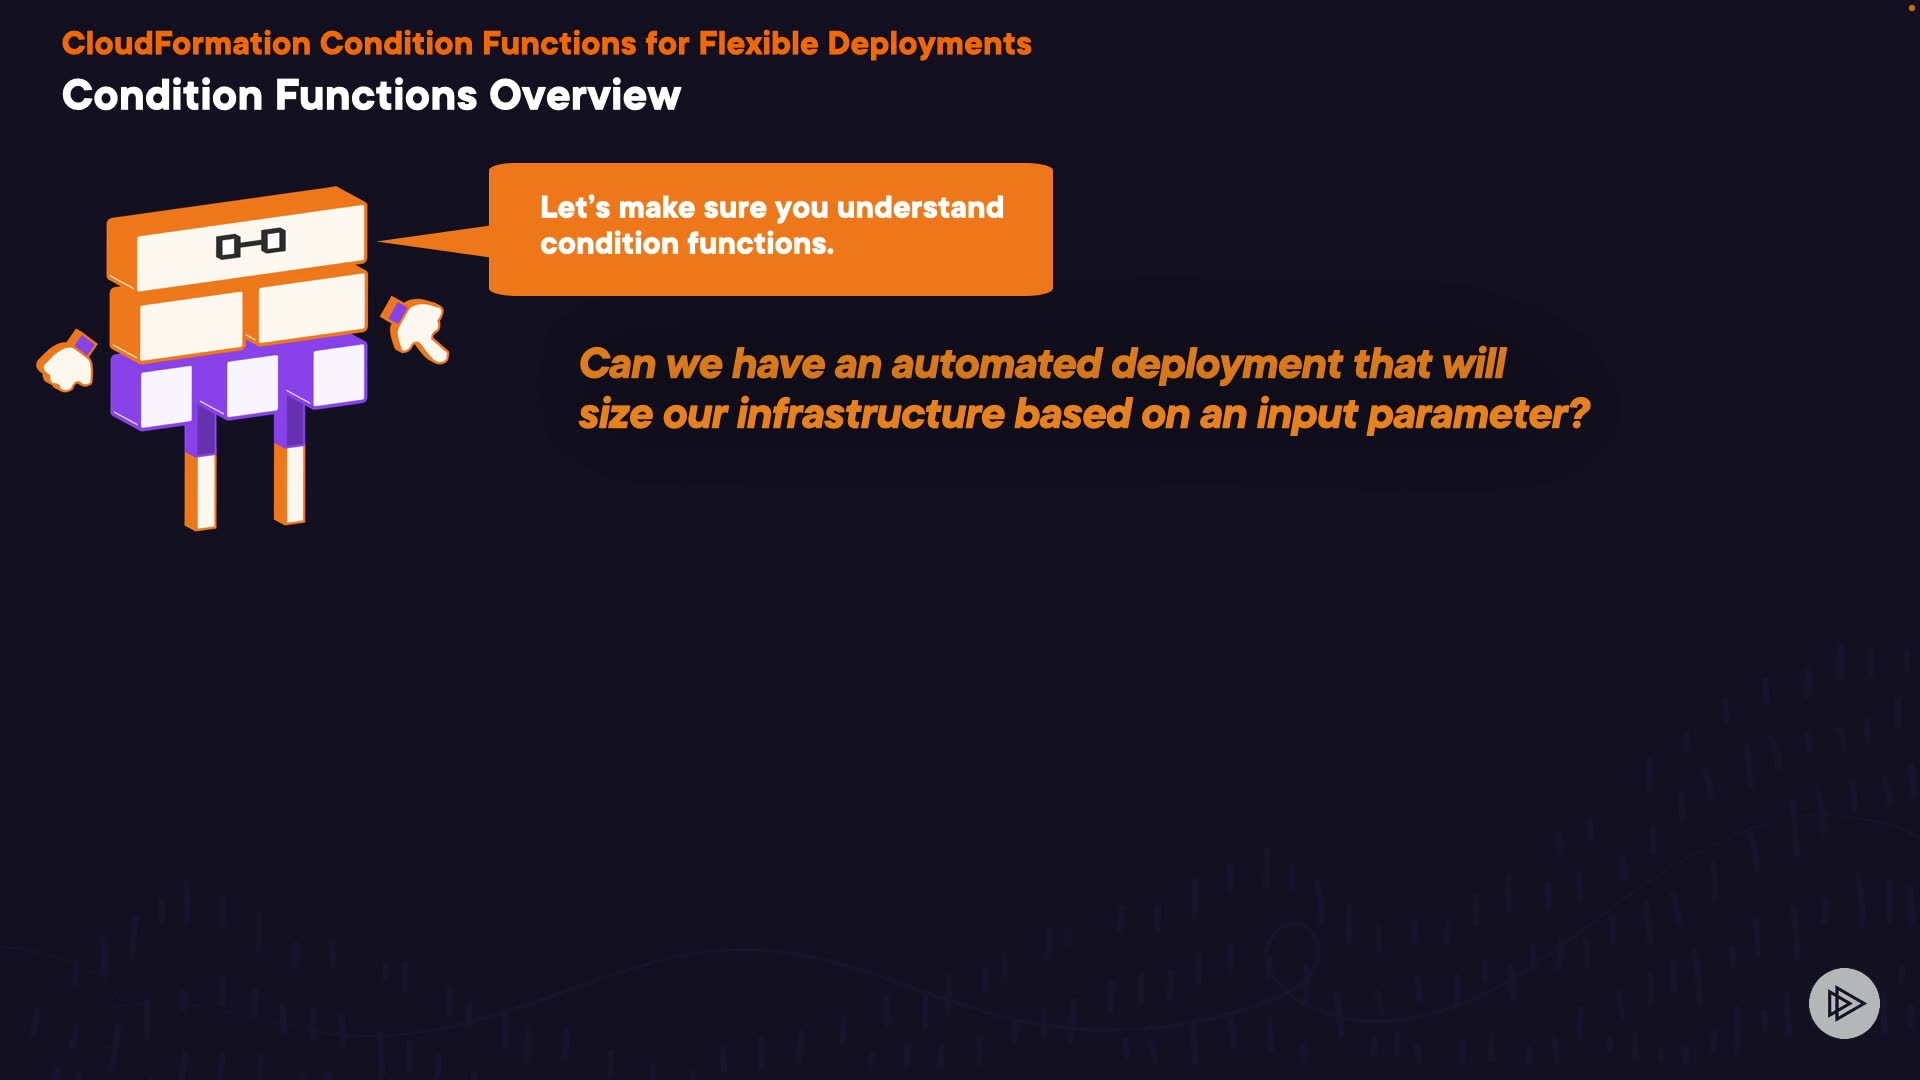 CloudFormation Condition Functions for Flexible Deployments
Condition Functions Overview
Let's make sure you understand
condition functions.
Can we have an automated deployment that will
size our infrastructure based on an input parameter?